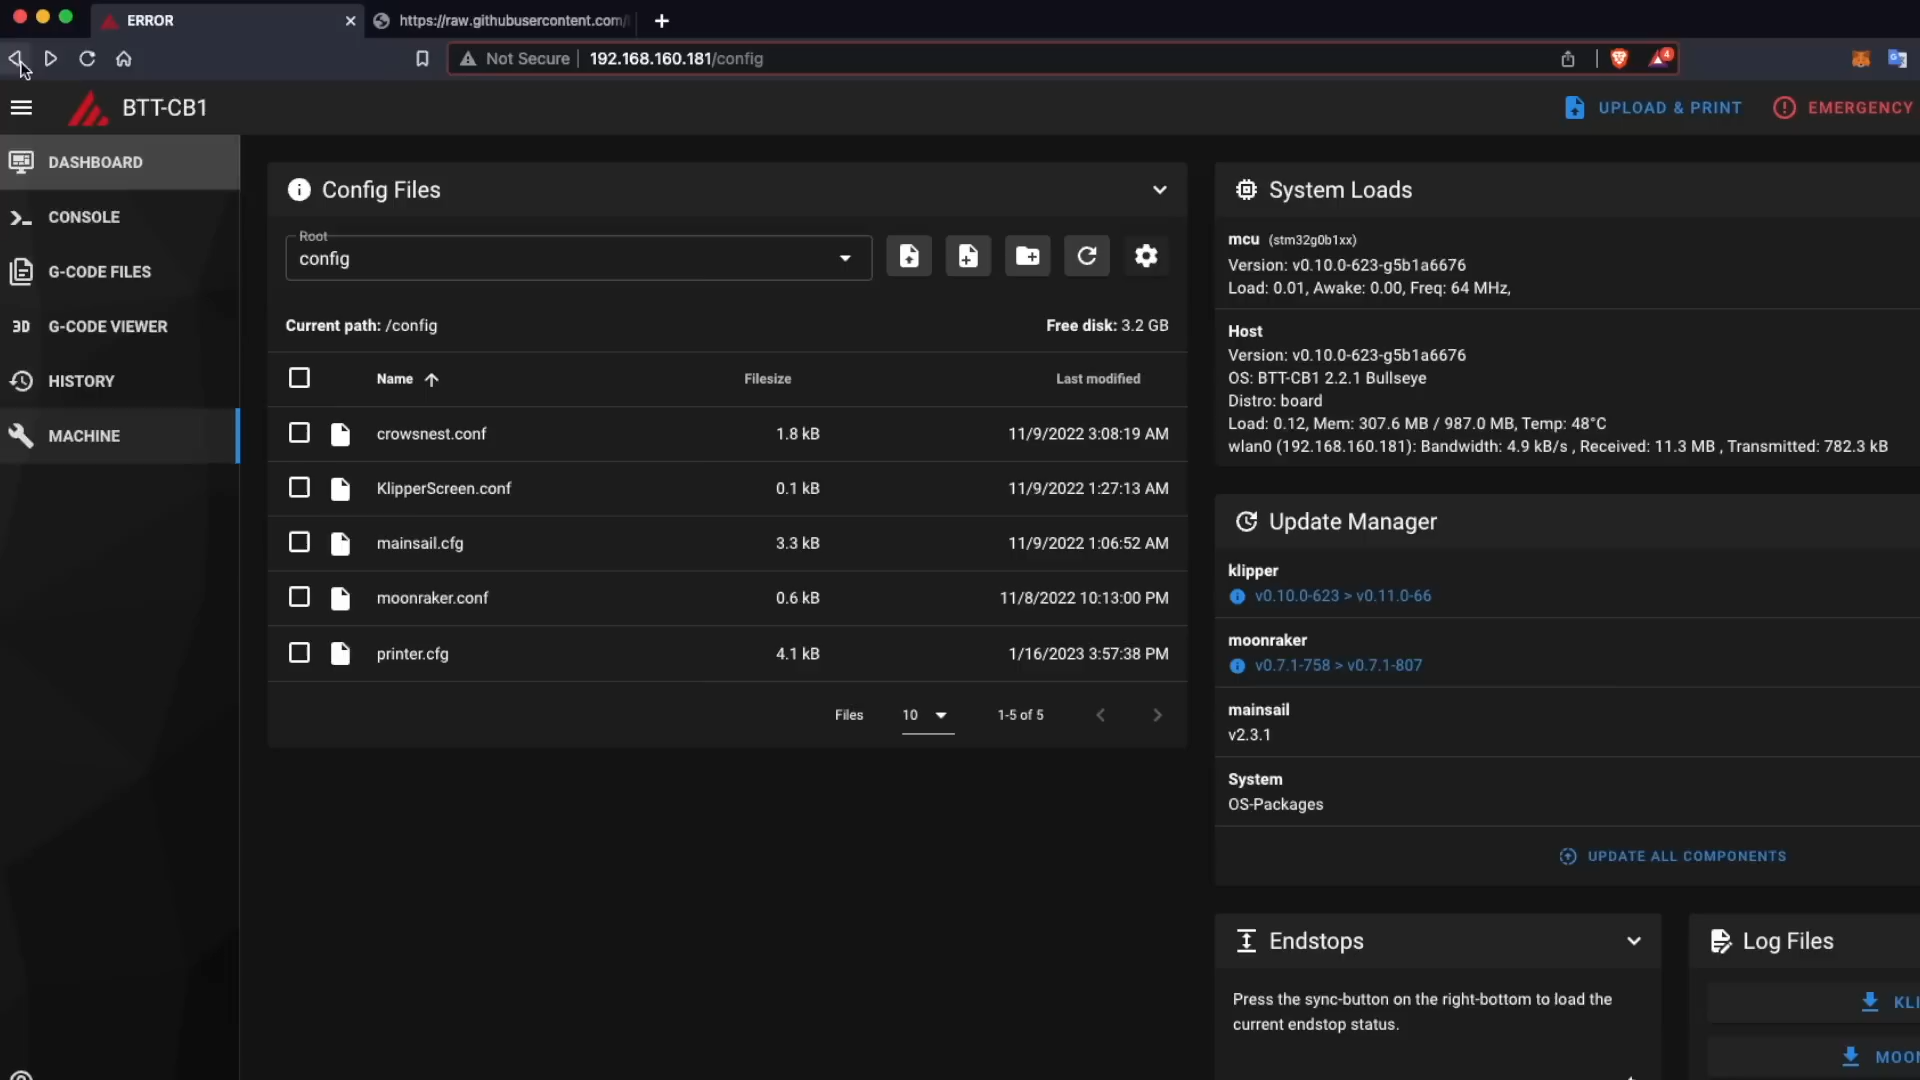 ERROR
https://raw.githubusercontent.com/
Not Secure
192.168.160.181/config
4
BTT-CB1
UPLOAD & PRINT
EMERGENCY
DASHBOARD
CONSOLE
G-CODE FILES
3D G-CODE VIEWER
HISTORY
MACHINE
Config Files
Root
config
Current path: /config
Free disk: 3.2 GB
Name Filesize Last modified
crowsnest.conf 1.8 kB 11/9/2022 3:08:19 AM
KlipperScreen.conf 0.1 kB 11/9/2022 1:27:13 AM
mainsail.cfg 3.3 kB 11/9/2022 1:06:52 AM
moonraker.conf 0.6 kB 11/8/2022 10:13:00 PM
printer.cfg 4.1 kB 1/16/2023 3:57:38 PM
Files 10 1-5 of 5
System Loads
mcu (stm32g0b1xx)
Version: v0.10.0-623-g5b1a6676
Load: 0.01, Awake: 0.00, Freq: 64 MHz,
Host
Version: v0.10.0-623-g5b1a6676
OS: BTT-CB1 2.2.1 Bullseye
Distro: board
Load: 0.12, Mem: 307.6 MB / 987.0 MB, Temp: 48°C
wlan0 (192.168.160.181): Bandwidth: 4.9 kB/s , Received: 11.3 MB , Transmitted: 782.3 kB
Update Manager
klipper
v0.10.0-623 > v0.11.0-66
moonraker
v0.7.1-758 > v0.7.1-807
mainsail
v2.3.1
System
OS-Packages
UPDATE ALL COMPONENTS
Endstops
Press the sync-button on the right-bottom to load the
current endstop status.
Log Files
KLI
MOON